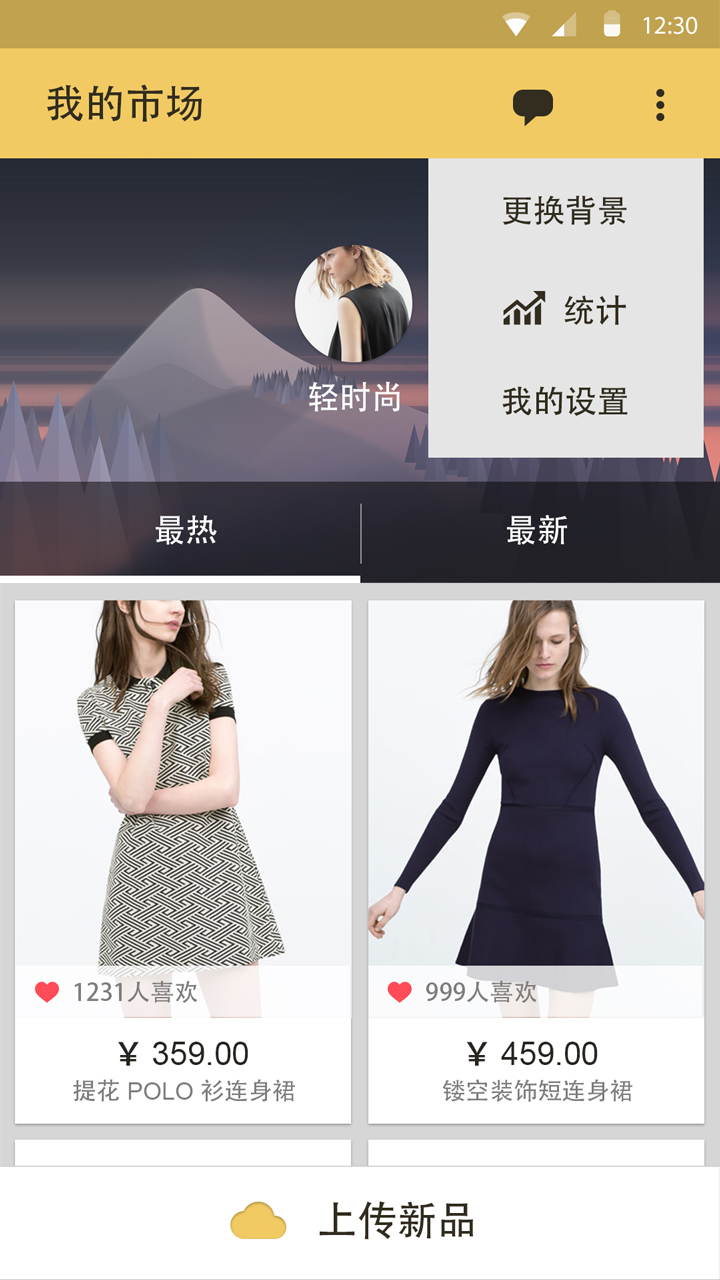 12:30
我的市场
更换背景
统计
我的设置
轻时尚
最热
最新
1231人喜欢
999人喜欢
¥ 359.00
¥ 459.00
提花 POLO 衫连身裙
镂空装饰短连身裙
上传新品